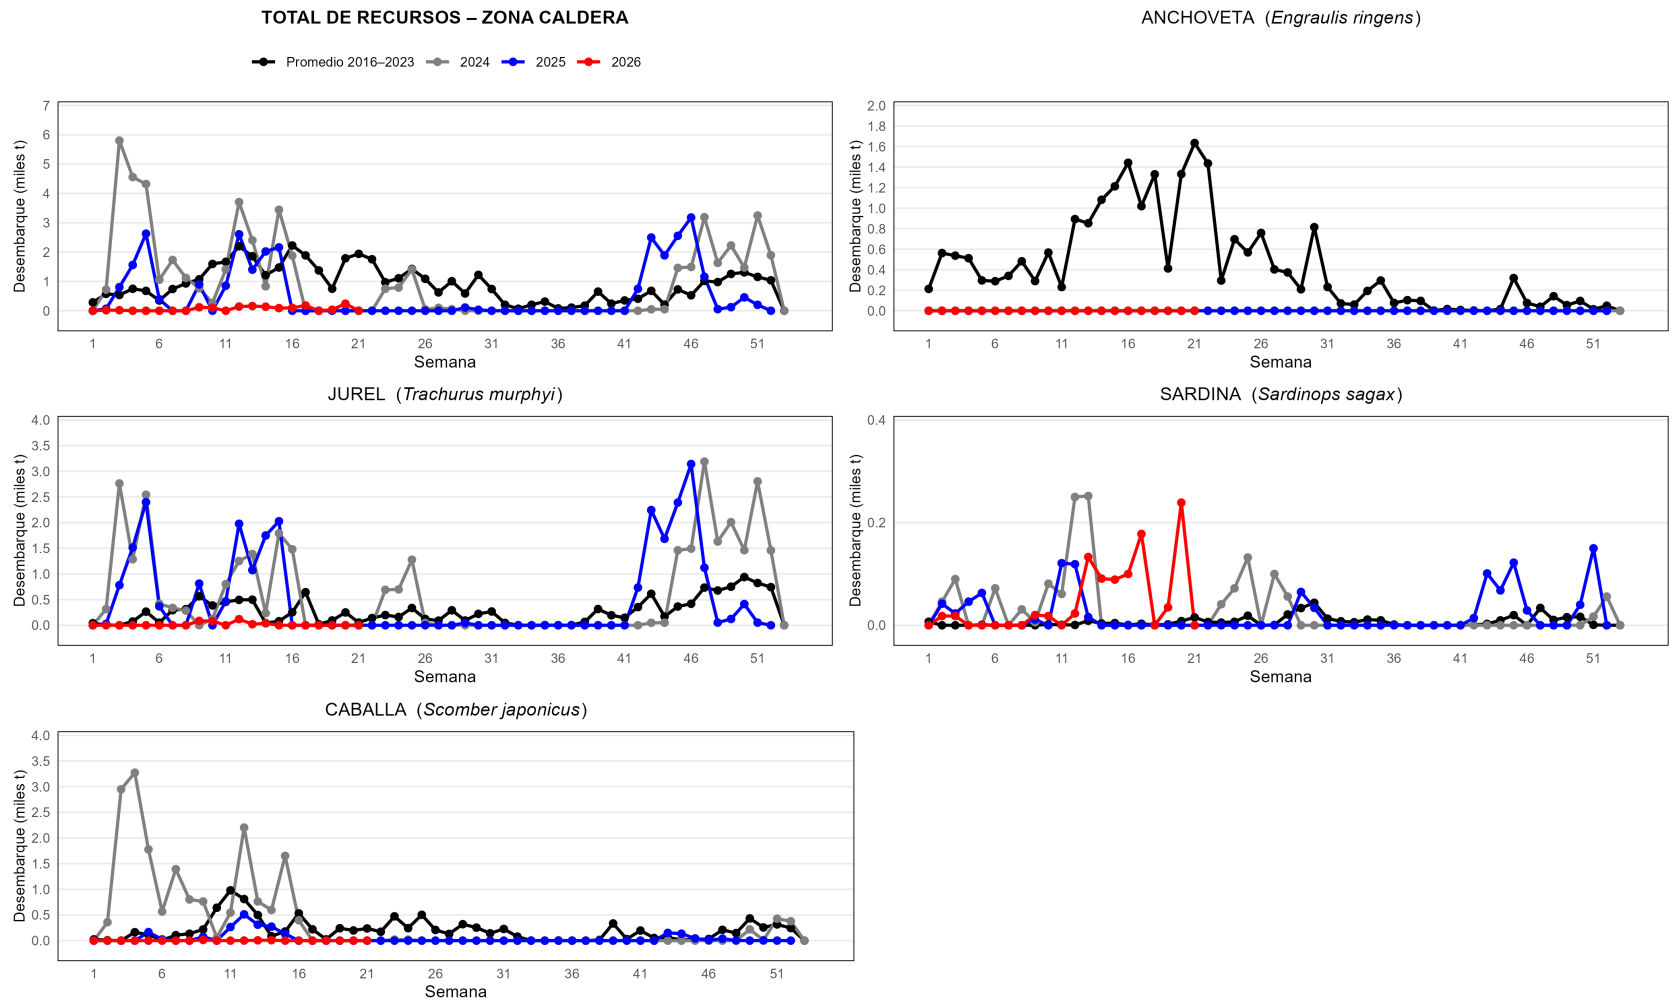 TOTAL DE RECURSOS – ZONA CALDERA
Promedio 2016–2023 2024 2025 2026
Desembarque (miles t)
7
6
5
4
3
2
1
0
1 6 11 16 21 26 31 36 41 46 51
Semana
ANCHOVETA (Engraulis ringens)
Desembarque (miles t)
2.0
1.8
1.6
1.4
1.2
1.0
0.8
0.6
0.4
0.2
0.0
1 6 11 16 21 26 31 36 41 46 51
Semana
JUREL (Trachurus murphyi)
Desembarque (miles t)
4.0
3.5
3.0
2.5
2.0
1.5
1.0
0.5
0.0
1 6 11 16 21 26 31 36 41 46 51
Semana
SARDINA (Sardinops sagax)
Desembarque (miles t)
0.4
0.2
0.0
1 6 11 16 21 26 31 36 41 46 51
Semana
CABALLA (Scomber japonicus)
Desembarque (miles t)
4.0
3.5
3.0
2.5
2.0
1.5
1.0
0.5
0.0
1 6 11 16 21 26 31 36 41 46 51
Semana